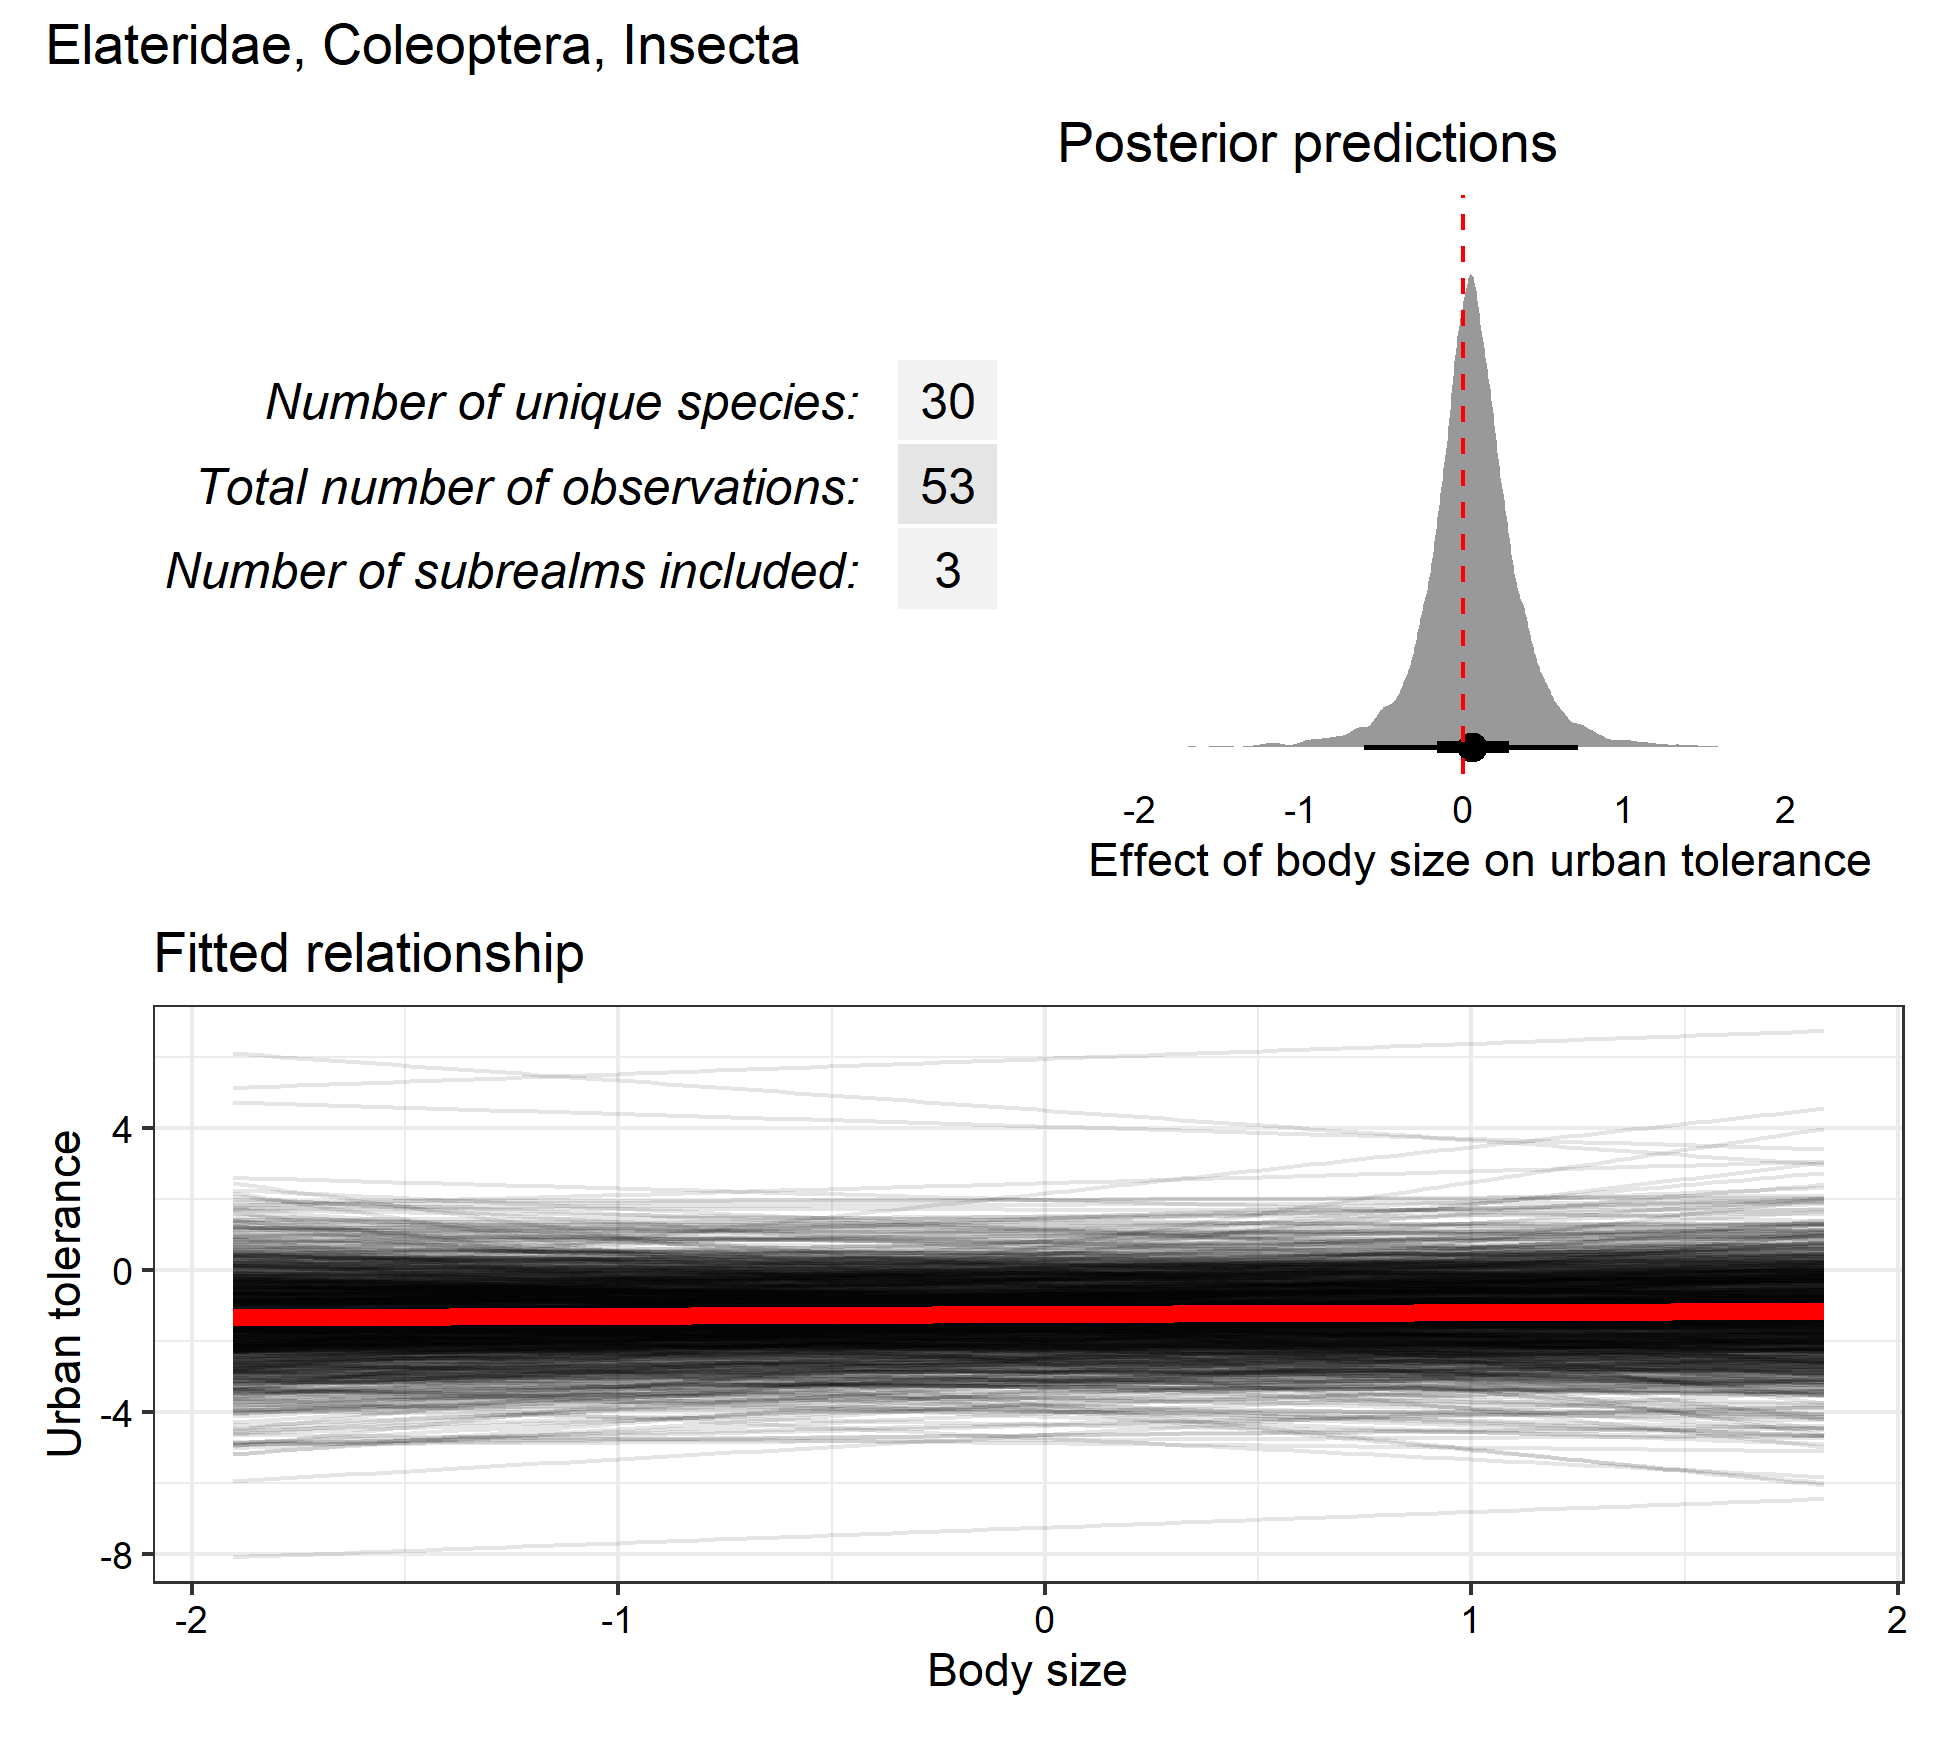 Elateridae, Coleoptera, Insecta
Posterior predictions
Number of unique species: 30
Total number of observations: 53
Number of subrealms included: 3
-2 -1 0 1 2
Effect of body size on urban tolerance
Fitted relationship
Urban tolerance
4
0
-4
-8
-2 -1 0 1 2
Body size